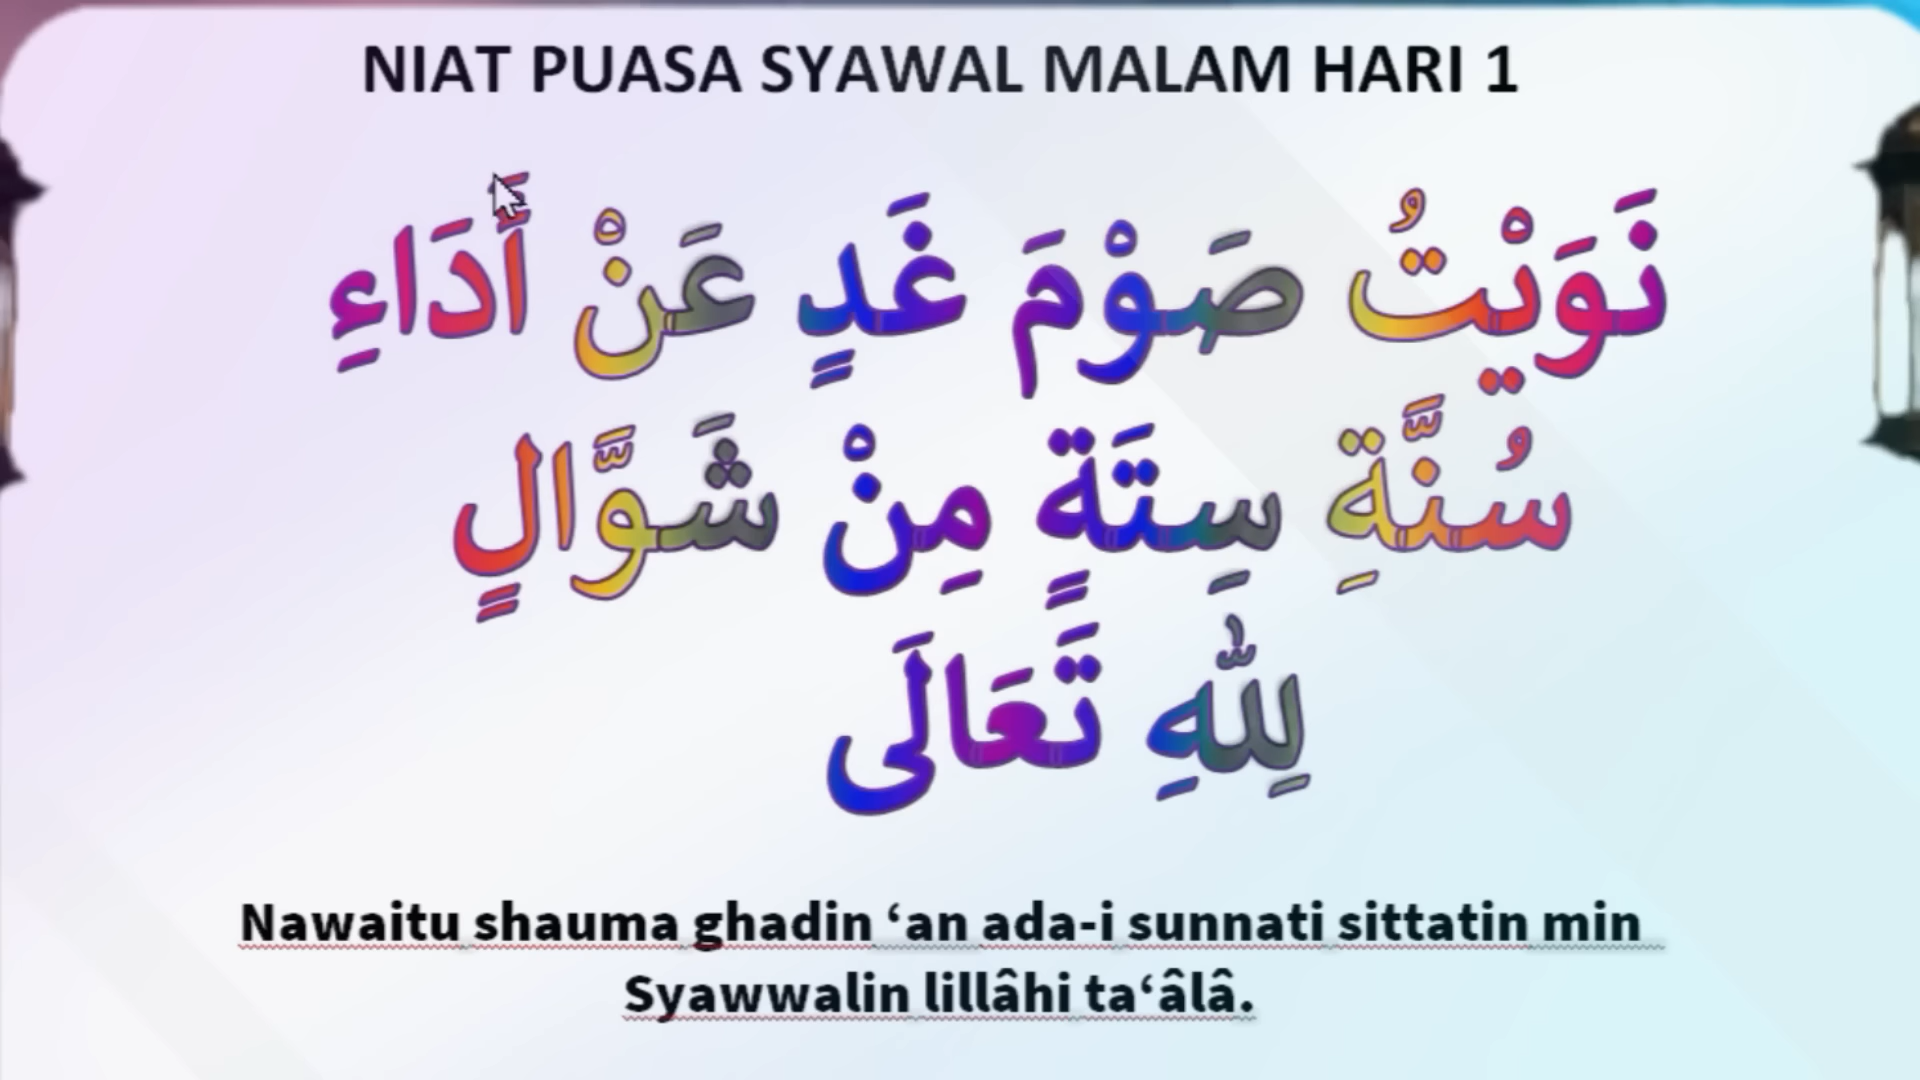 NIAT PUASA SYAWAL MALAM HARI 1
نَوَيْتُ صَوْمَ غَدٍ عَنْ أَدَاءِ
سُنَّةِ سِتَةٍ مِنْ شَوَّالٍ
لِلّٰهِ تَعَالَى
Nawaitu shauma ghadin ‘an ada-i sunnati sittatin min
Syawwalin lillâhi ta‘âlâ.